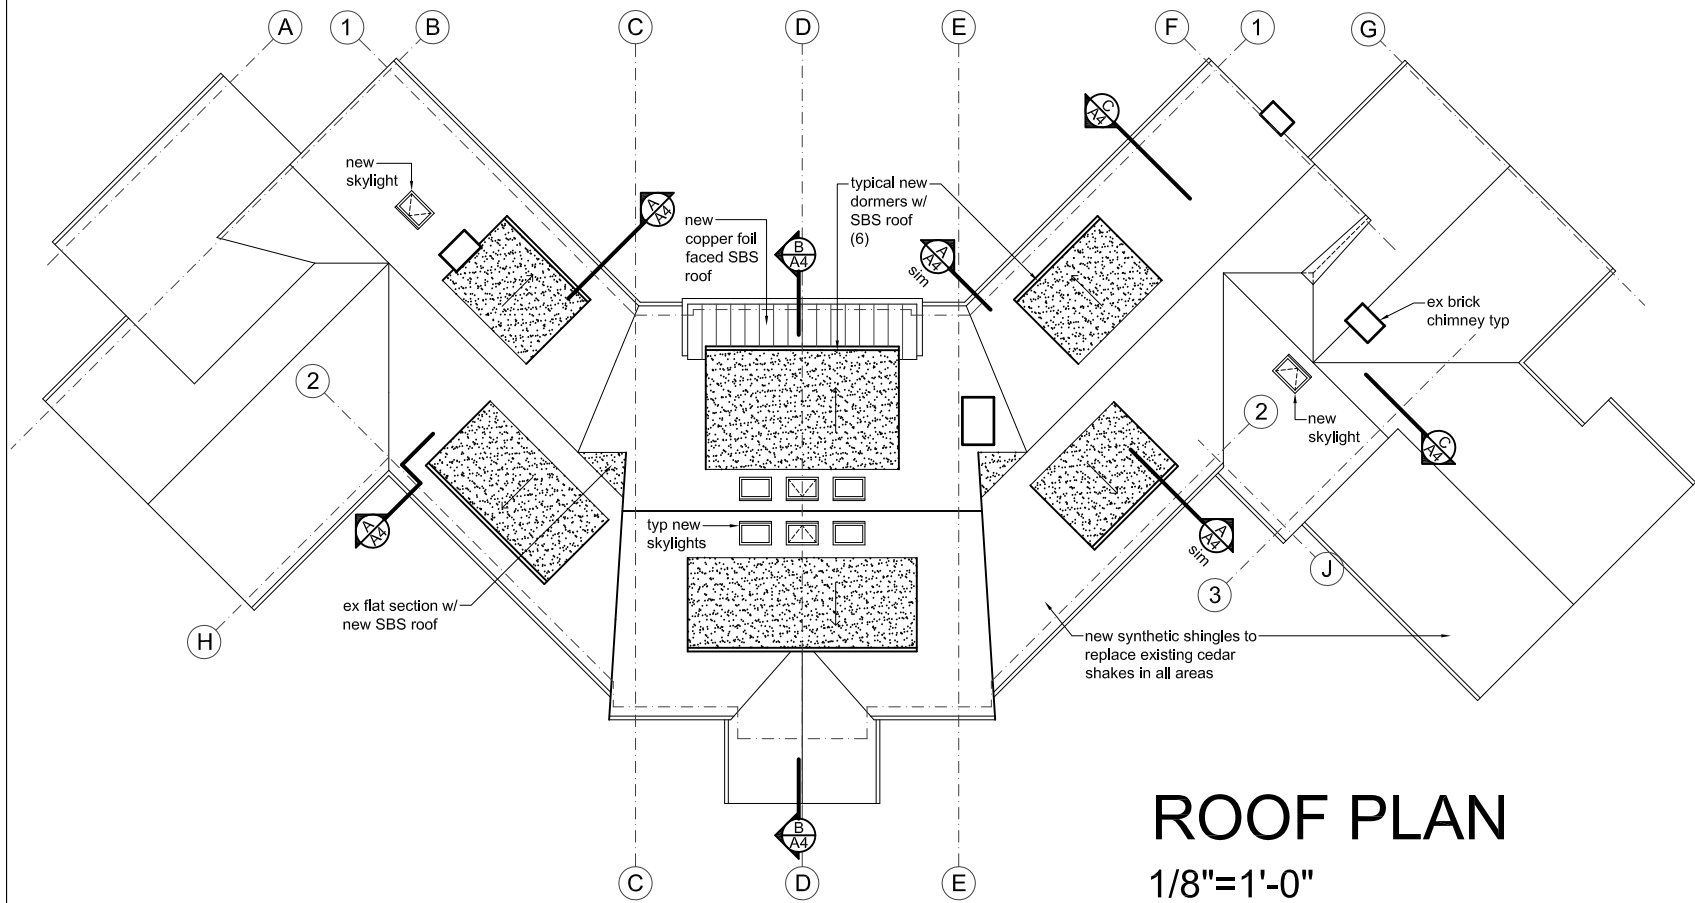 A
1
B
C
D
E
F
1
G
C
A4
new
skylight
A
A4
typical new
dormers w/
SBS roof
(6)
new
copper foil
faced SBS
roof
B
A4
A
A4
sim
ex brick
chimney typ
2
2
new
skylight
C
A4
A
A4
typ new
skylights
A
A4
sim
J
3
ex flat section w/
new SBS roof
H
new synthetic shingles to
replace existing cedar
shakes in all areas
B
A4
ROOF PLAN
C
D
E
1/8"=1'-0"